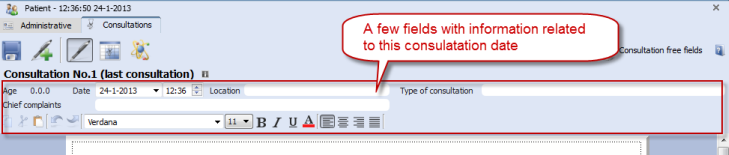 Patient - 12:36:50 24-1-2013
Administrative Consultations
A few fields with information related
to this consulatation date
Consultation free fields
Consultation No.1 (last consultation)
Age 0.0.0 Date 24-1-2013 12:36 Location Type of consultation
Chief complaints
Verdana 11 B I U A